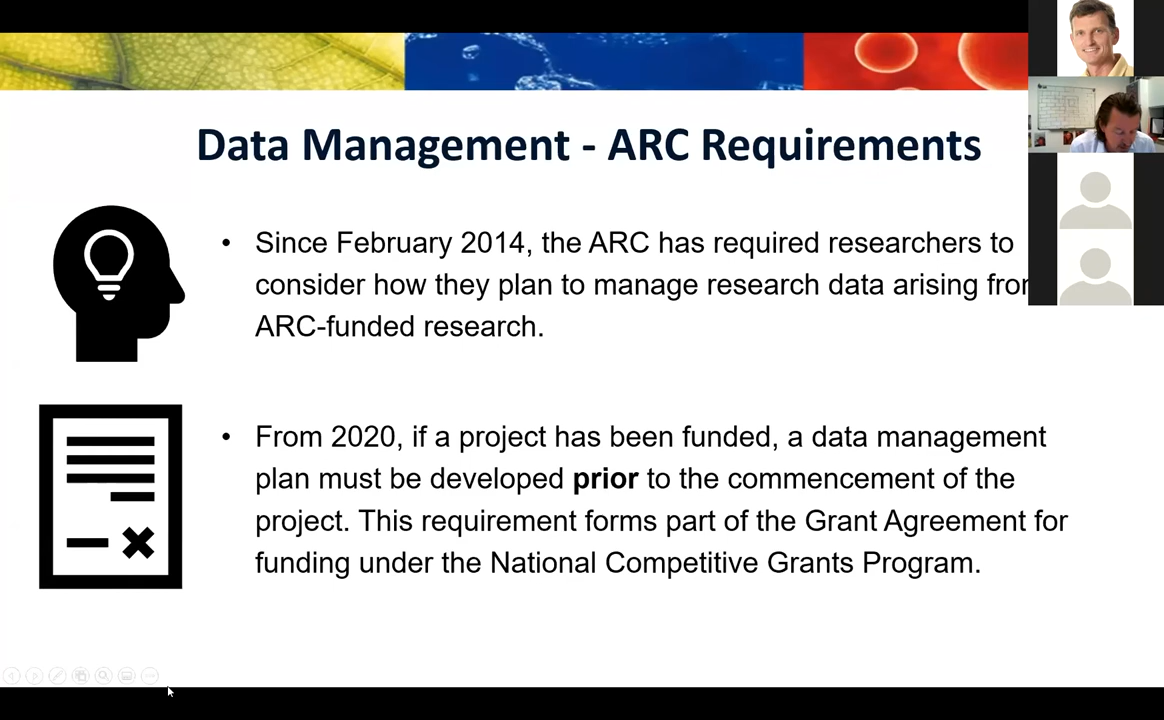 Data Management - ARC Requirements
• Since February 2014, the ARC has required researchers to
consider how they plan to manage research data arising
ARC-funded research.
• From 2020, if a project has been funded, a data management
plan must be developed prior to the commencement of the
project. This requirement forms part of the Grant Agreement for
funding under the National Competitive Grants Program.